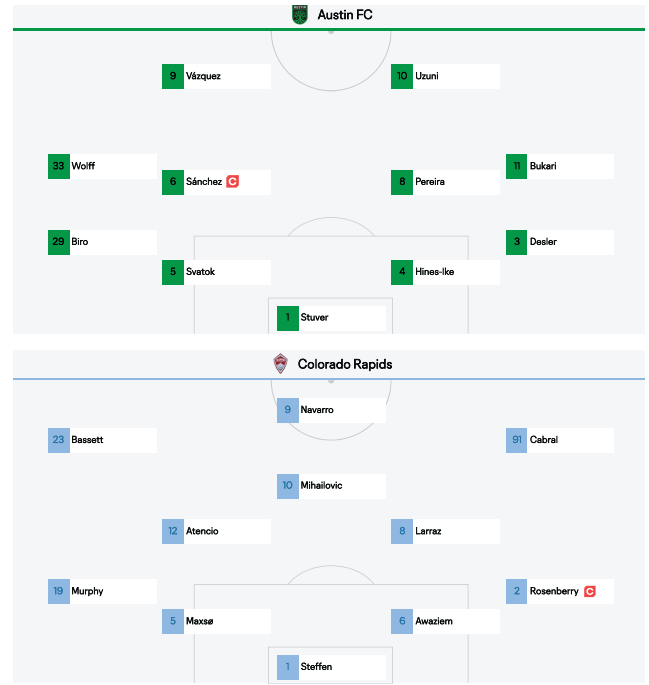 Austin FC
9 Vázquez
10 Uzuni
33 Wolff
11 Bukari
6 Sánchez C
8 Pereira
29 Biro
3 Desler
5 Svatok
4 Hines-Ike
1 Stuver
Colorado Rapids
9 Navarro
23 Bassett
91 Cabral
10 Mihailovic
12 Atencio
8 Larraz
19 Murphy
2 Rosenberry C
5 Maxsø
6 Awaziem
1 Steffen